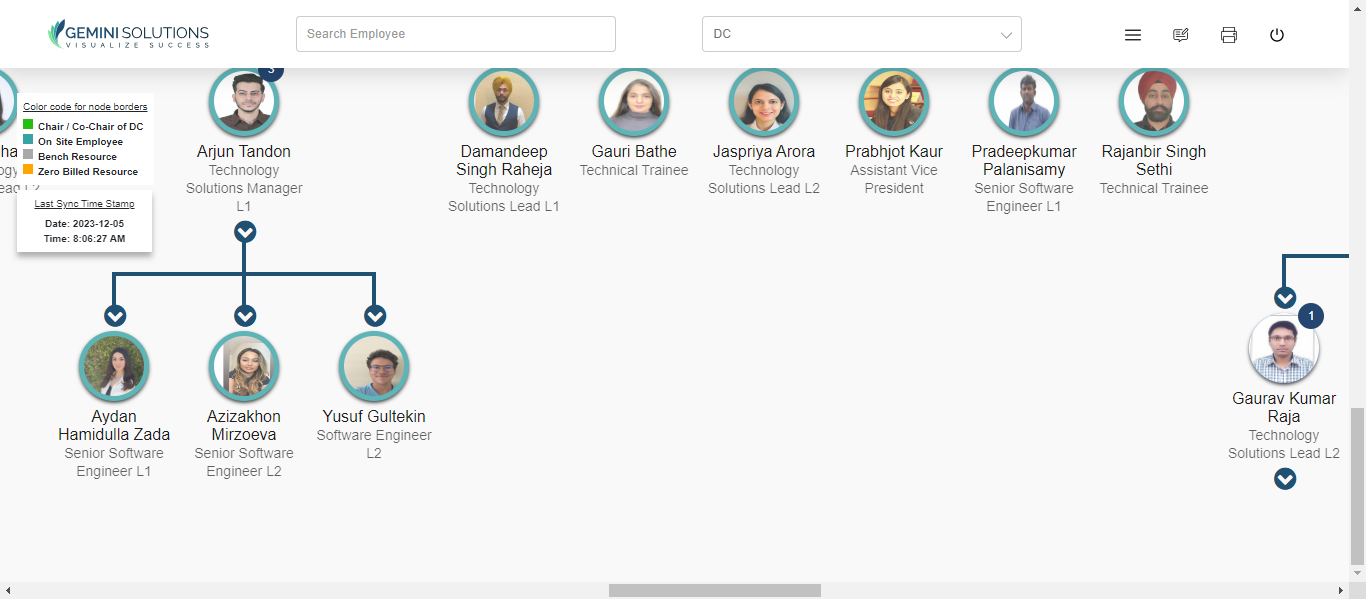 GEMINI SOLUTIONS
VISUALIZE SUCCESS
Search Employee
DC
Color code for node borders
Chair / Co-Chair of DC
On Site Employee
Bench Resource
Zero Billed Resource
Last Sync Time Stamp
Date: 2023-12-05
Time: 8:06:27 AM
3
Arjun Tandon
Technology
Solutions Manager
L1
Damandeep
Singh Raheja
Technology
Solutions Lead L1
Gauri Bathe
Technical Trainee
Jaspriya Arora
Technology
Solutions Lead L2
Prabhjot Kaur
Assistant Vice
President
Pradeepkumar
Palanisamy
Senior Software
Engineer L1
Rajanbir Singh
Sethi
Technical Trainee
Aydan
Hamidulla Zada
Senior Software
Engineer L1
Azizakhon
Mirzoeva
Senior Software
Engineer L2
Yusuf Gultekin
Software Engineer
L2
1
Gaurav Kumar
Raja
Technology
Solutions Lead L2